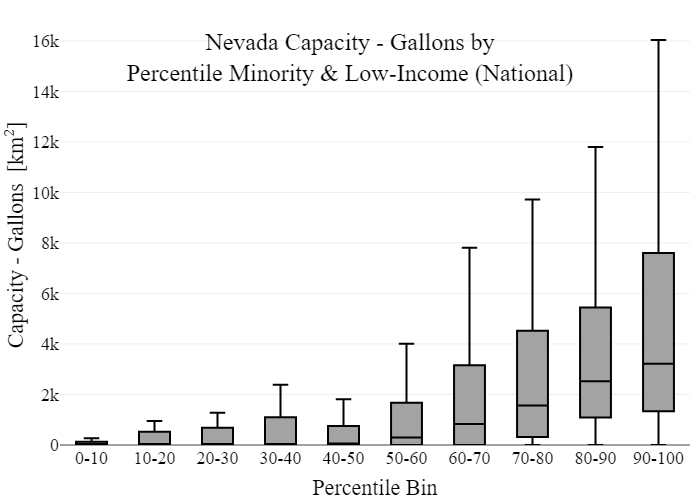 Nevada Capacity - Gallons by
Percentile Minority & Low-Income (National)
Capacity - Gallons [km²]
16k
14k
12k
10k
8k
6k
4k
2k
0
0-10 10-20 20-30 30-40 40-50 50-60 60-70 70-80 80-90 90-100
Percentile Bin